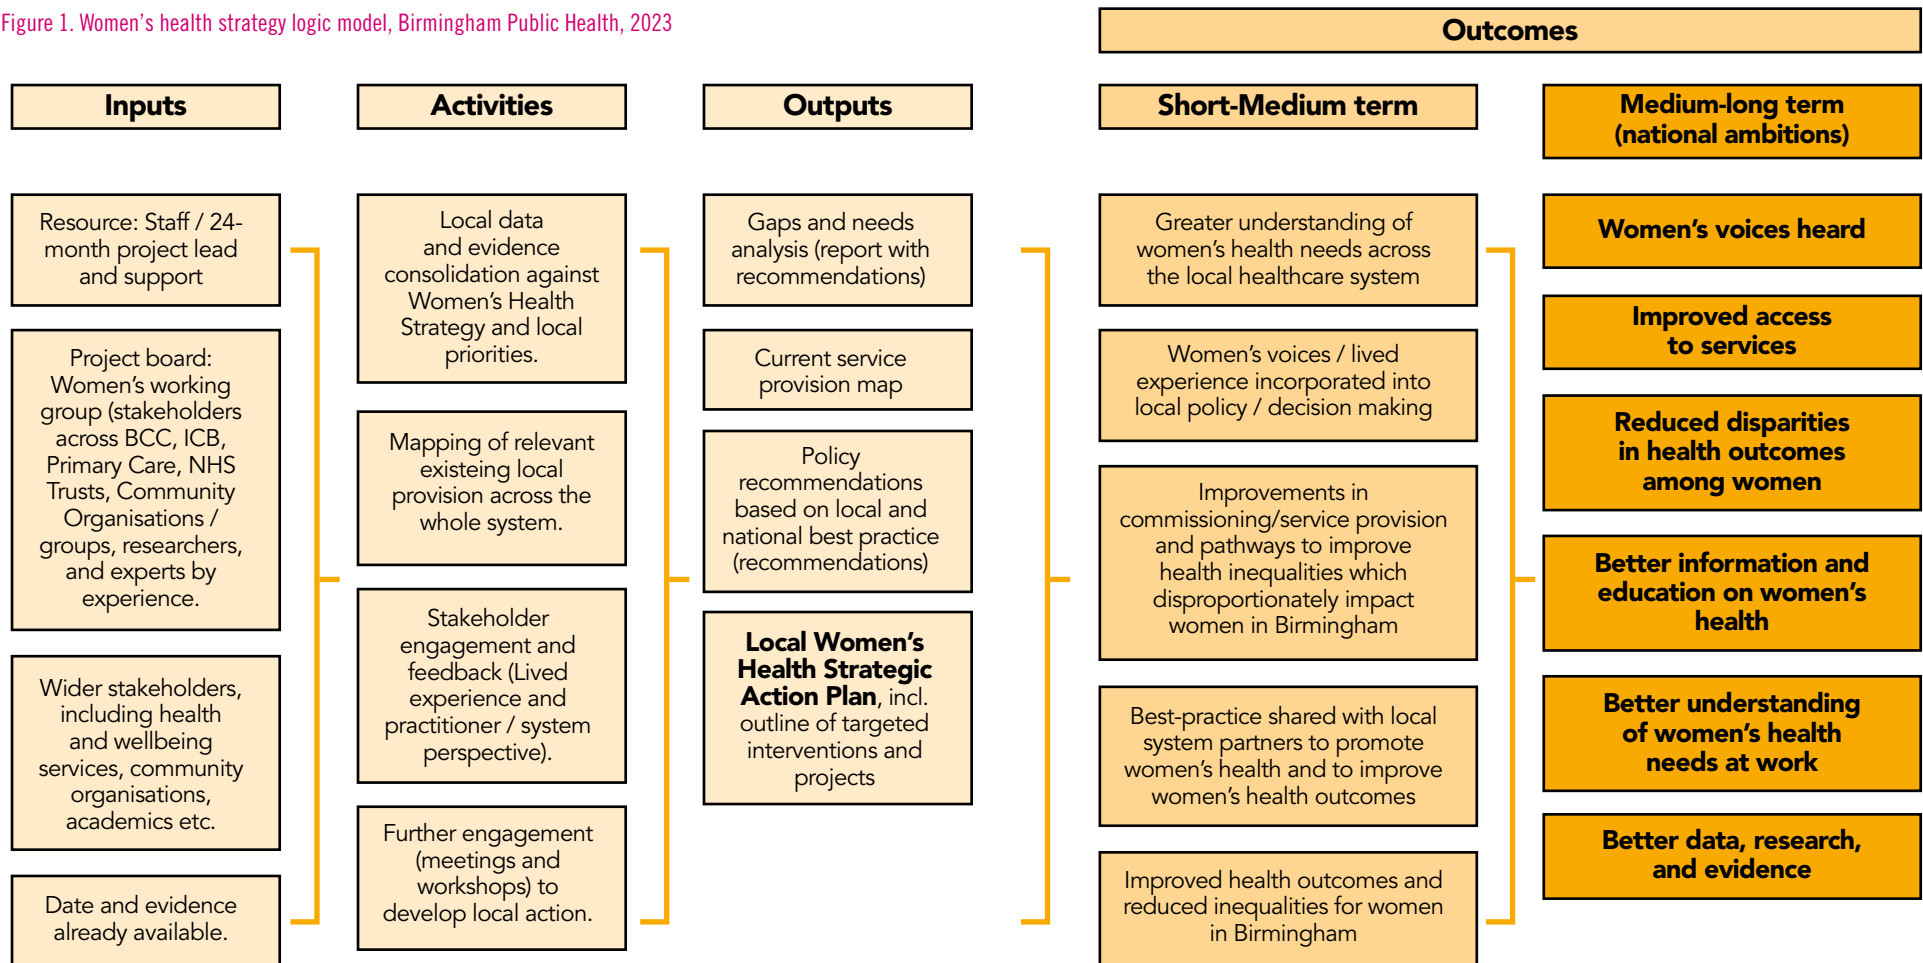 Figure 1. Women's health strategy logic model, Birmingham Public Health, 2023
Outcomes
Inputs
Activities
Outputs
Short-Medium term
Medium-long term
(national ambitions)
Resource: Staff / 24-
month project lead
and support
Project board:
Women's working
group (stakeholders
across BCC, ICB,
Primary Care, NHS
Trusts, Community
Organisations /
groups, researchers,
and experts by
experience.
Wider stakeholders,
including health
and wellbeing
services, community
organisations,
academics etc.
Date and evidence
already available.
Local data
and evidence
consolidation against
Women's Health
Strategy and local
priorities.
Mapping of relevant
existeing local
provision across the
whole system.
Stakeholder
engagement and
feedback (Lived
experience and
practitioner / system
perspective).
Further engagement
(meetings and
workshops) to
develop local action.
Gaps and needs
analysis (report with
recommendations)
Current service
provision map
Policy
recommendations
based on local and
national best practice
(recommendations)
Local Women's
Health Strategic
Action Plan, incl.
outline of targeted
interventions and
projects
Greater understanding of
women's health needs across
the local healthcare system
Women's voices / lived
experience incorporated into
local policy / decision making
Improvements in
commissioning/service provision
and pathways to improve
health inequalities which
disproportionately impact
women in Birmingham
Best-practice shared with local
system partners to promote
women's health and to improve
women's health outcomes
Improved health outcomes and
reduced inequalities for women
in Birmingham
Women's voices heard
Improved access
to services
Reduced disparities
in health outcomes
among women
Better information and
education on women's
health
Better understanding
of women's health
needs at work
Better data, research,
and evidence